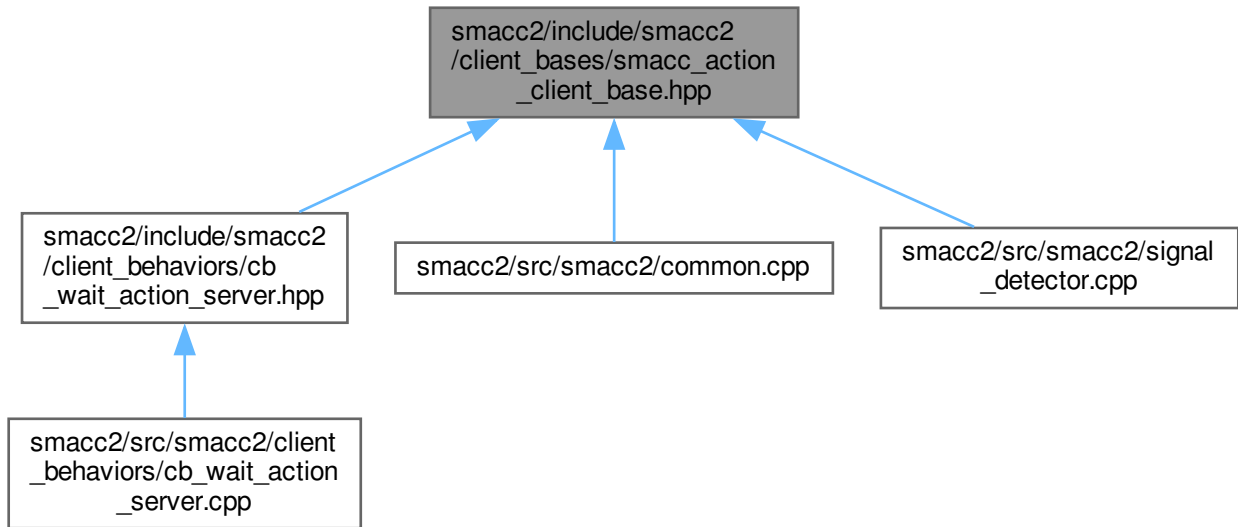 smacc2/include/smacc2
/client_bases/smacc_action
_client_base.hpp
smacc2/include/smacc2
/client_behaviors/cb
_wait_action_server.hpp
smacc2/src/smacc2/common.cpp
smacc2/src/smacc2/signal
_detector.cpp
smacc2/src/smacc2/client
_behaviors/cb_wait_action
_server.cpp